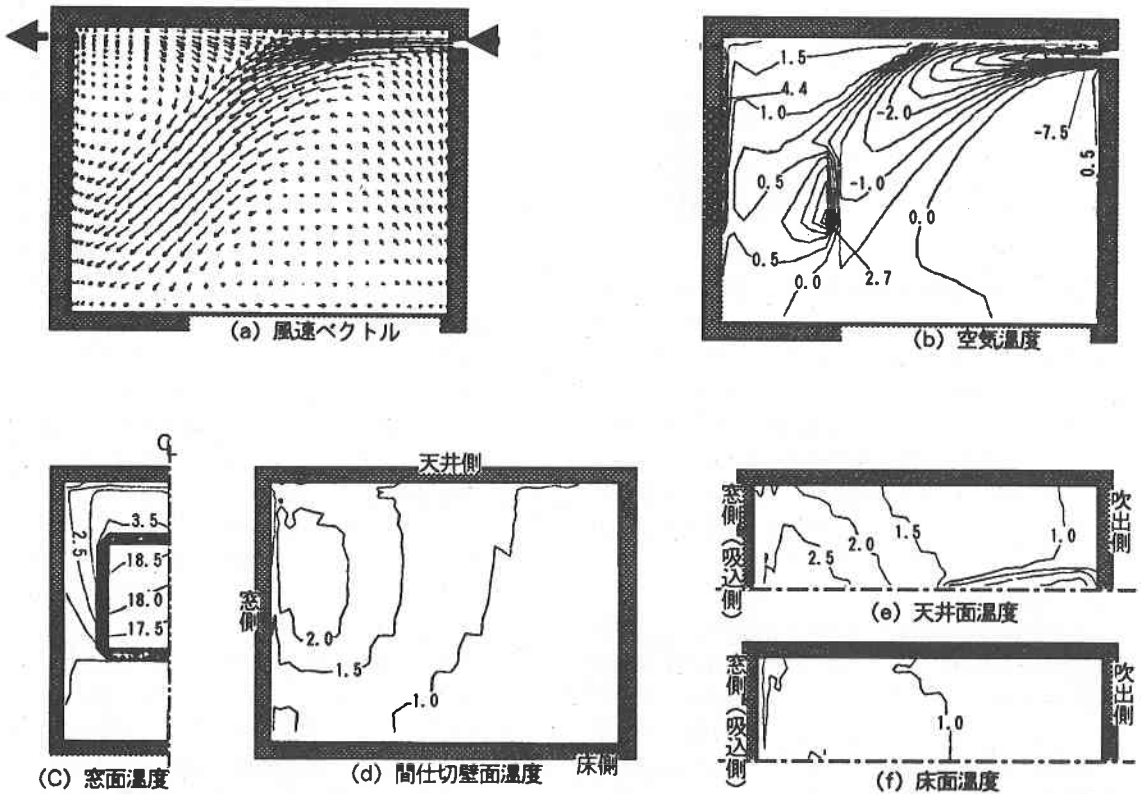 (a) 風速ベクトル
1.5
4.4
1.0
-2.0
-7.5
0.5
0.5
-1.0
0.0
0.5
0.0
2.7
(b) 空気温度
℄
3.5
2.5
18.5
18.0
17.5
(C) 窓面温度
天井側
窓側
2.0
1.5
1.0
(d) 間仕切壁面温度
床側
窓側(吸込側)
吹出側
2.5
2.0
1.5
1.0
(e) 天井面温度
窓側(吸込側)
吹出側
1.0
(f) 床面温度